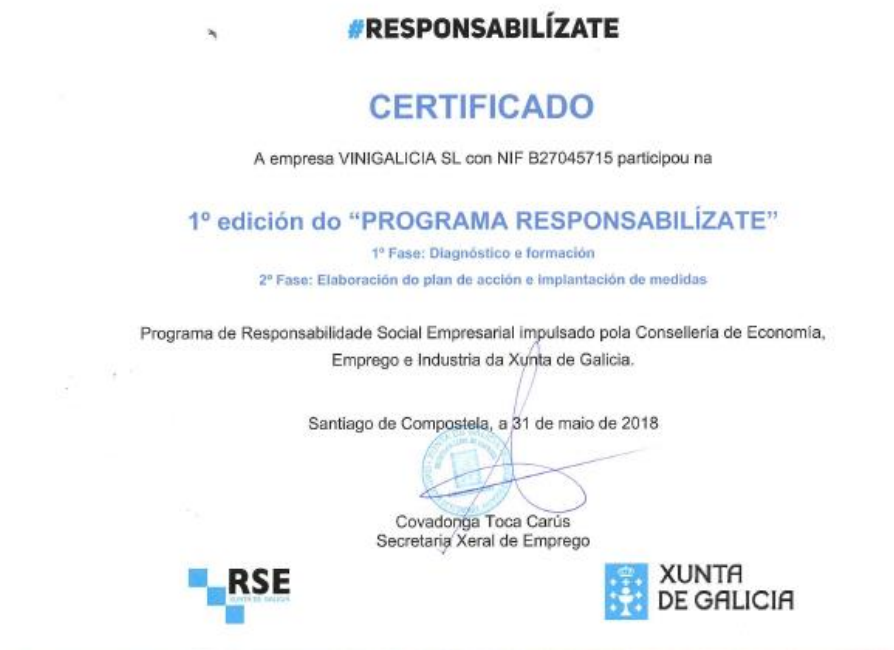 #RESPONSABILÍZATE
CERTIFICADO
A empresa VINIGALICIA SL con NIF B27045715 participou na
1º edición do “PROGRAMA RESPONSABILÍZATE”
1º Fase: Diagnóstico e formación
2º Fase: Elaboración do plan de acción e implantación de medidas
Programa de Responsabilidade Social Empresarial impulsado pola Consellería de Economía,
Emprego e Industria da Xunta de Galicia.
Santiago de Compostela, a 31 de maio de 2018
Covadonga Toca Carús
Secretaria Xeral de Emprego
RSE
XUNTA DE GALICIA
XUNTA
DE GALICIA